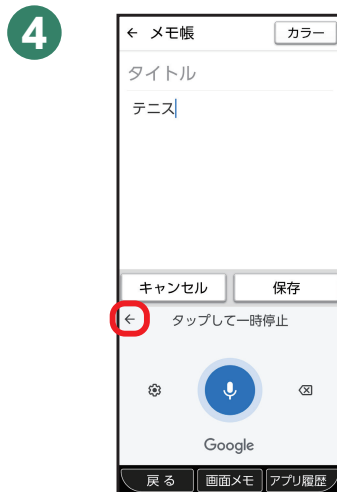 4
メモ帳 カラー
タイトル
テニス
キャンセル 保存
タップして一時停止
Google
戻る 画面メモ アプリ履歴